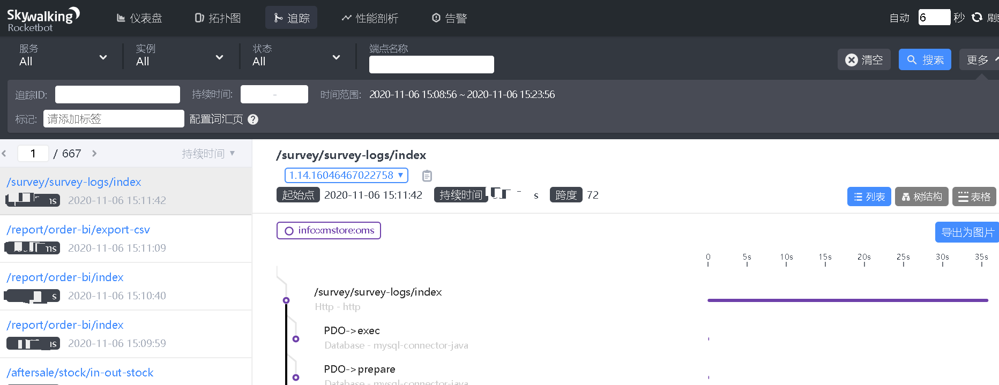 Skywalking
Rocketbot
仪表盘
拓扑图
追踪
性能剖析
告警
自动 6 秒
服务
All
实例
All
状态
All
端点名称
清空
搜索
更多
追踪ID:
持续时间: -
时间范围: 2020-11-06 15:08:56 ~ 2020-11-06 15:23:56
标记: 请添加标签 配置词汇页 ?
1 / 667
持续时间
/survey/survey-logs/index
ns 2020-11-06 15:11:42
/report/order-bi/export-csv
ms 2020-11-06 15:11:09
/report/order-bi/index
s 2020-11-06 15:10:40
/report/order-bi/index
ns 2020-11-06 15:09:59
/aftersale/stock/in-out-stock
/survey/survey-logs/index
1.14.16046467022758
起始点 2020-11-06 15:11:42 持续时间 s 跨度 72
列表
树结构
表格
info:xmstore:oms
导出为图片
0 5s 10s 15s 20s 25s 30s 35s
/survey/survey-logs/index
Http - http
PDO->exec
Database - mysql-connector-java
PDO->prepare
Database - mysql-connector-java